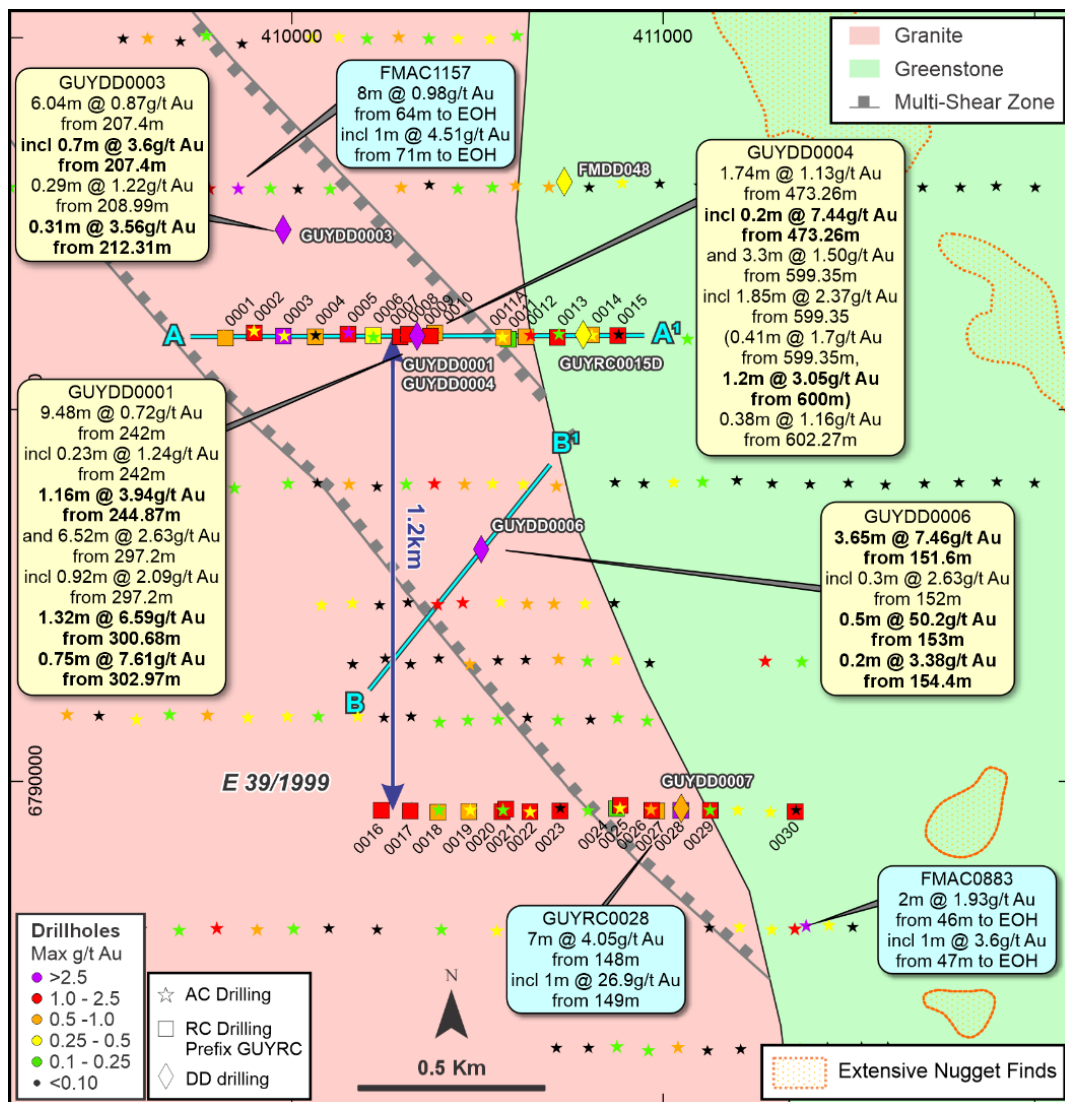 410000
411000
Granite
Greenstone
Multi-Shear Zone
GUYDD0003
6.04m @ 0.87g/t Au
from 207.4m
incl 0.7m @ 3.6g/t Au
from 207.4m
0.29m @ 1.22g/t Au
from 208.99m
0.31m @ 3.56g/t Au
from 212.31m
FMAC1157
8m @ 0.98g/t Au
from 64m to EOH
incl 1m @ 4.51g/t Au
from 71m to EOH
GUYDD0004
1.74m @ 1.13g/t Au
from 473.26m
incl 0.2m @ 7.44g/t Au
from 473.26m
and 3.3m @ 1.50g/t Au
from 599.35m
incl 1.85m @ 2.37g/t Au
from 599.35
(0.41m @ 1.7g/t Au
from 599.35m,
1.2m @ 3.05g/t Au
from 600m)
0.38m @ 1.16g/t Au
from 602.27m
FMDD048
GUYDD0003
0001
0002
0003
0004
0005
0006
0007
0008
0009
0010
0011A
0012
0013
0014
0015
A
A1
GUYDD0001
GUYDD0004
GUYRC0015D
GUYDD0001
9.48m @ 0.72g/t Au
from 242m
incl 0.23m @ 1.24g/t Au
from 242m
1.16m @ 3.94g/t Au
from 244.87m
and 6.52m @ 2.63g/t Au
from 297.2m
incl 0.92m @ 2.09g/t Au
from 297.2m
1.32m @ 6.59g/t Au
from 300.68m
0.75m @ 7.61g/t Au
from 302.97m
B1
1.2km
GUYDD0006
GUYDD0006
3.65m @ 7.46g/t Au
from 151.6m
incl 0.3m @ 2.63g/t Au
from 152m
0.5m @ 50.2g/t Au
from 153m
0.2m @ 3.38g/t Au
from 154.4m
B
6790000
E 39/1999
GUYDD0007
0016
0017
0018
0019
0020
0021
0022
0023
0024
0025
0026
0027
0028
0029
0030
GUYRC0028
7m @ 4.05g/t Au
from 148m
incl 1m @ 26.9g/t Au
from 149m
FMAC0883
2m @ 1.93g/t Au
from 46m to EOH
incl 1m @ 3.6g/t Au
from 47m to EOH
Drillholes
Max g/t Au
>2.5
1.0 - 2.5
0.5 -1.0
0.25 - 0.5
0.1 - 0.25
<0.10
AC Drilling
RC Drilling
Prefix GUYRC
DD drilling
N
0.5 Km
Extensive Nugget Finds